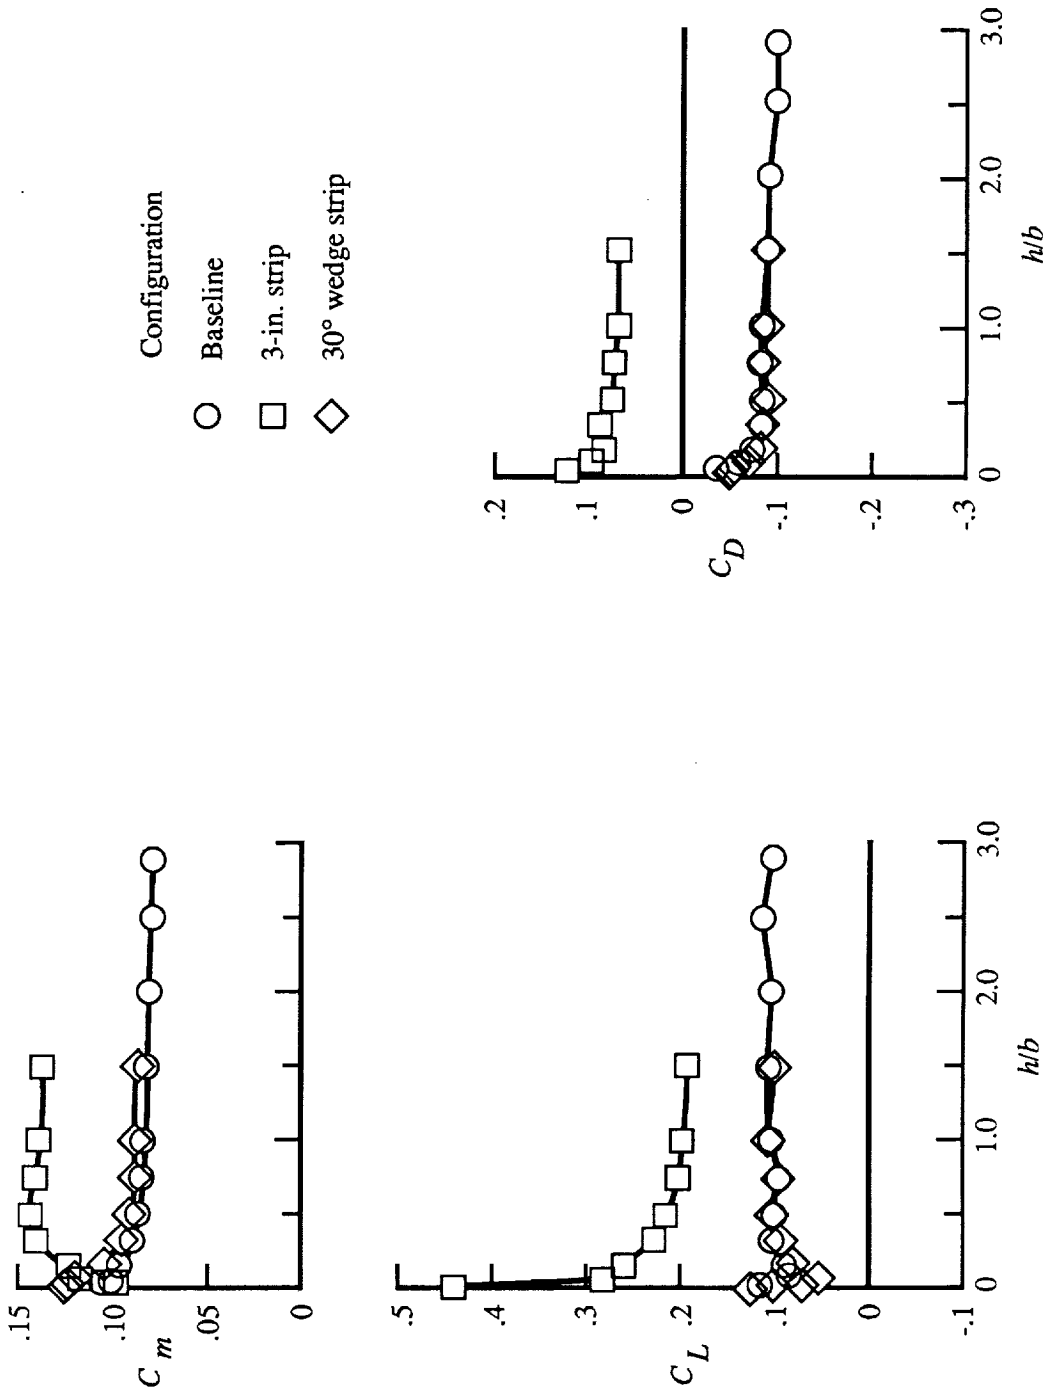 .15
.10
.05
0
C m
.5
.4
.3
.2
.1
0
-.1
C L
0
1.0
2.0
3.0
h/b
Configuration
Baseline
3-in. strip
30° wedge strip
.2
.1
0
-.1
-.2
-.3
C D
0
1.0
2.0
3.0
h/b